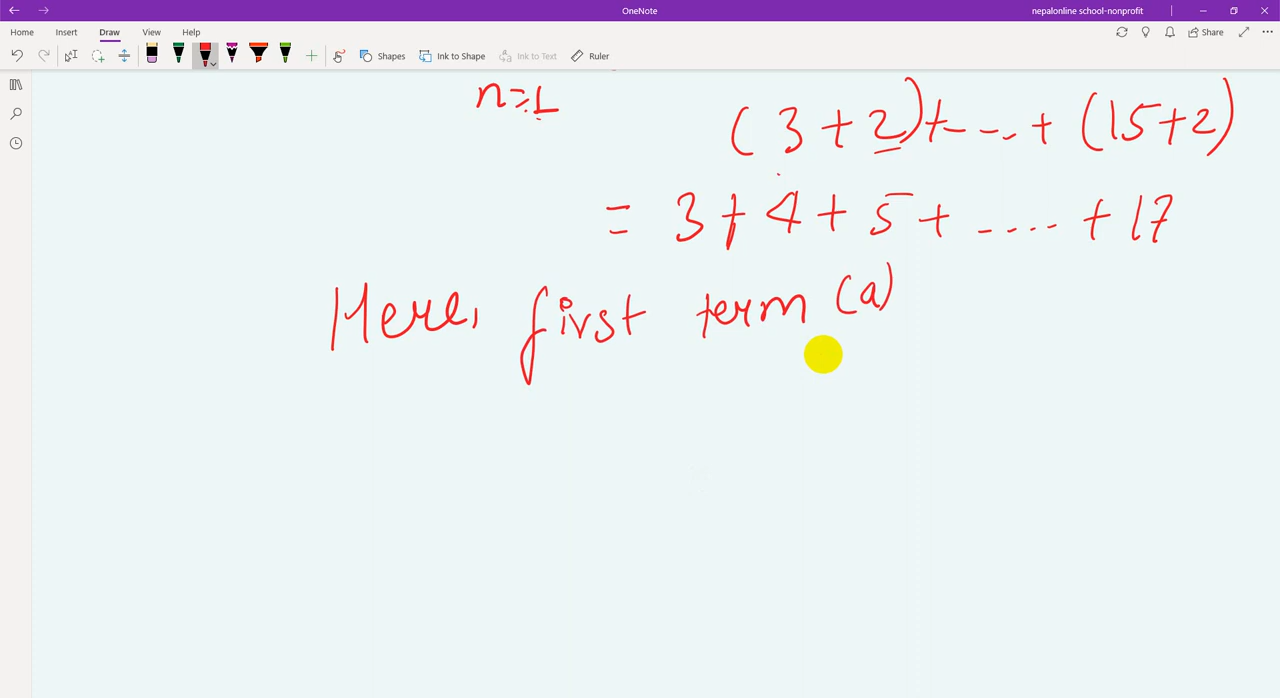 OneNote
nepalonline school-nonprofit
Home Insert Draw View Help
Share
Shapes Ink to Shape Ink to Text Ruler
n=1
(3+2)+-..+(15+2)
= 3+4+5+.....+17
Here, first term (a)